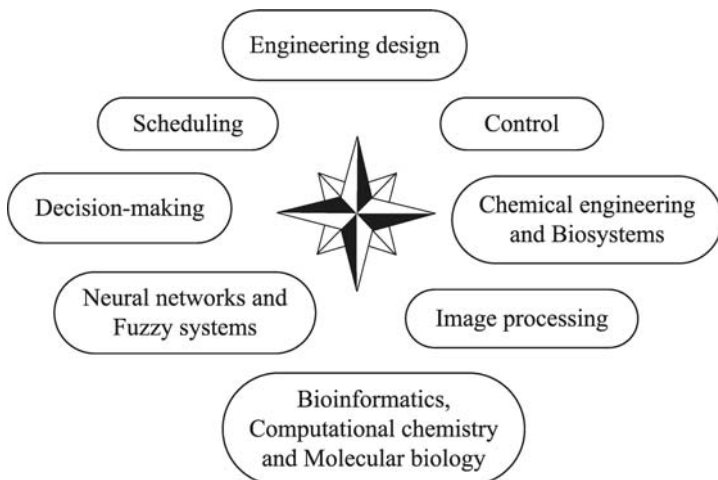 Engineering design
Scheduling
Control
Decision-making
Chemical engineering
and Biosystems
Neural networks and
Fuzzy systems
Image processing
Bioinformatics,
Computational chemistry
and Molecular biology